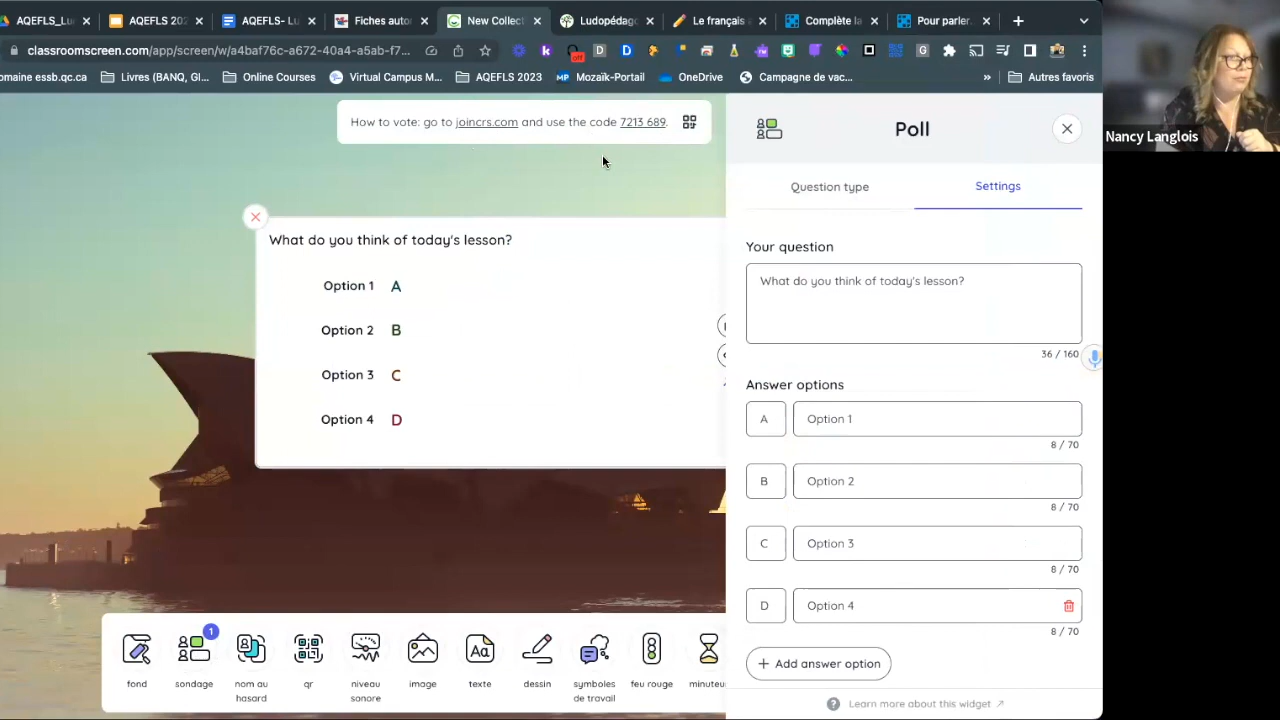 AQEFL_Lu
AQEFLS 202
AQEFLS- Lu
Fiches auto
New Collect
Ludopédago
Le français e
Complète la
Pour parler
classroomscreen.com/app/screen/w/a4baf76c-a672-40a4-a5ab-f7...
off
omaine essb.qc.ca
Livres (BANQ, GI...
Online Courses
Virtual Campus M...
AQEFLS 2023
Mozaïk-Portail
OneDrive
Campagne de vac...
»
Autres favoris
How to vote: go to joincrs.com and use the code 7213 689.
What do you think of today's lesson?
Option 1 A
Option 2 B
Option 3 C
Option 4 D
Poll
Question type
Settings
Your question
What do you think of today's lesson?
36 / 160
Answer options
A Option 1
8 / 70
B Option 2
8 / 70
C Option 3
8 / 70
D Option 4
8 / 70
+ Add answer option
Learn more about this widget
1
fond
sondage
nom au
hasard
qr
niveau
sonore
image
Aa
texte
dessin
symboles
de travail
feu rouge
minuteu
Nancy Langlois